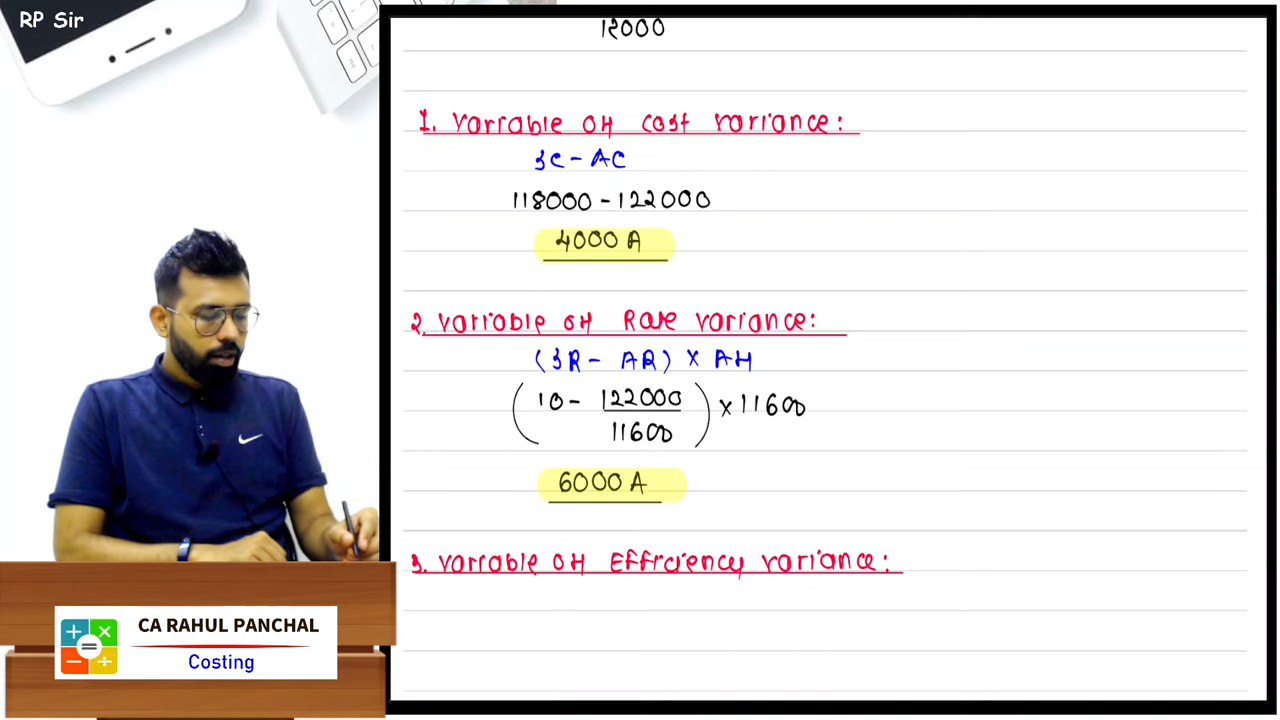 RP Sir
12000
1. Variable OH Cost variance:
SC - AC
118000 - 122000
4000 A
2. Variable OH Rate variance:
(SR - AR) × AH
(10 - 122000 / 11600) × 11600
6000 A
3. Variable OH Efficiency variance:
CA RAHUL PANCHAL
Costing